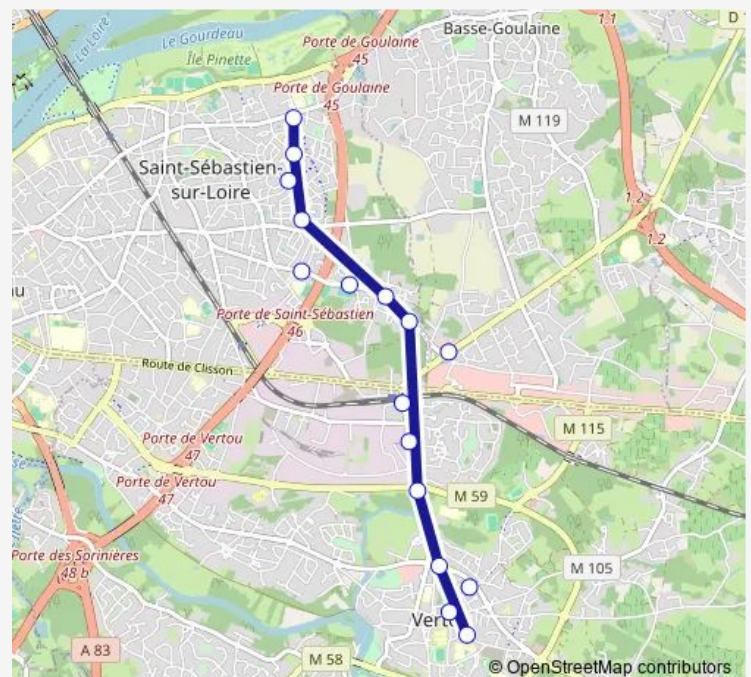 D
1.1
Basse-Goulaine
La Loire
Le Gourdeau
Île Pinette
Porte de Goulaine
45
Porte de Goulaine
45
M 119
Saint-Sébastien-
sur-Loire
1.2
1.2
Porte de Saint-Sébastien
46
Route de Clisson
M 115
Porte de Vertou
47
Porte de Vertou
47
M 59
Porte des Sorinières
48 b
M 105
A 83
M 58
© OpenStreetMap contributors